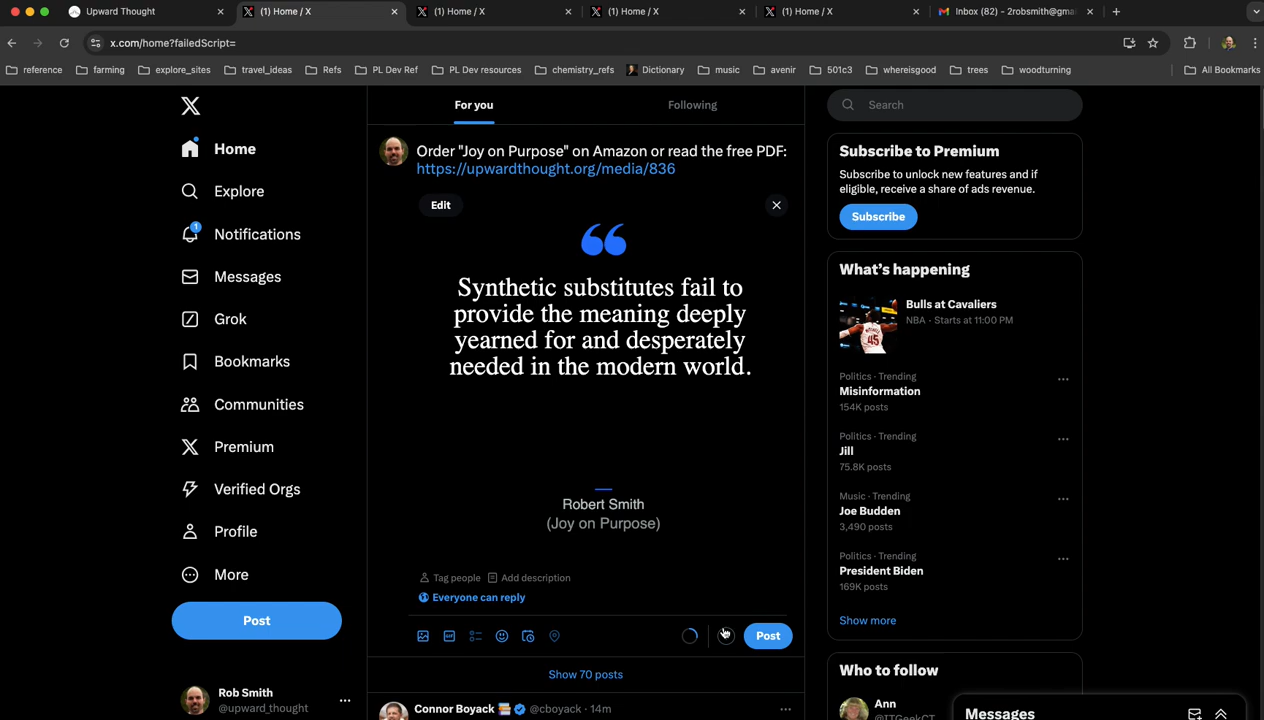 Upward Thought
(1) Home / X
(1) Home / X
(1) Home / X
(1) Home / X
Inbox (82) – 2robsmith@gma
x.com/home?failedScript=
reference
farming
explore_sites
travel_ideas
Refs
PL Dev Ref
PL Dev resources
chemistry_refs
Dictionary
music
avenir
501c3
whereisgood
trees
woodturning
All Bookmarks
Home
Explore
1
Notifications
Messages
Grok
Bookmarks
Communities
Premium
Verified Orgs
Profile
More
Post
Rob Smith
@upward_thought
For you
Following
Order "Joy on Purpose" on Amazon or read the free PDF:
https://upwardthought.org/media/836
Edit
Synthetic substitutes fail to
provide the meaning deeply
yearned for and desperately
needed in the modern world.
Robert Smith
(Joy on Purpose)
Tag people
Add description
Everyone can reply
GIF
Post
Show 70 posts
Connor Boyack
@cboyack · 14m
Search
Subscribe to Premium
Subscribe to unlock new features and if
eligible, receive a share of ads revenue.
Subscribe
What's happening
45
Bulls at Cavaliers
NBA · Starts at 11:00 PM
Politics · Trending
Misinformation
154K posts
Politics · Trending
Jill
75.8K posts
Music · Trending
Joe Budden
3,490 posts
Politics · Trending
President Biden
169K posts
Show more
Who to follow
Ann
@ITGeekCT
Messages